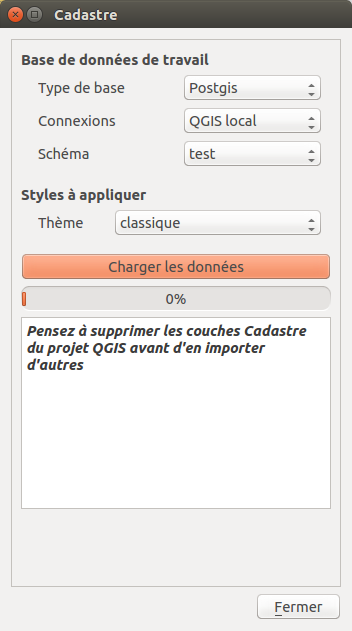 Cadastre
Base de données de travail
Type de base Postgis
Connexions QGIS local
Schéma test
Styles à appliquer
Thème classique
Charger les données
0%
Pensez à supprimer les couches Cadastre
du projet QGIS avant d'en importer
d'autres
Fermer